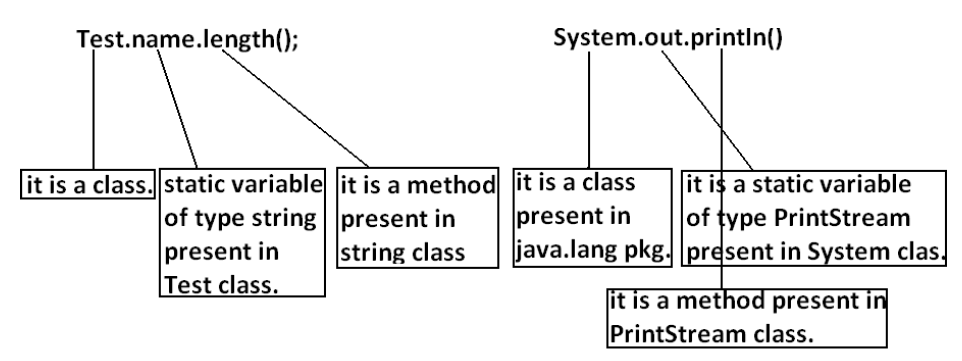 Test.name.length();
System.out.println()
it is a class.
static variable
of type string
present in
Test class.
it is a method
present in
string class
it is a class
present in
java.lang pkg.
it is a static variable
of type PrintStream
present in System clas.
it is a method present in
PrintStream class.